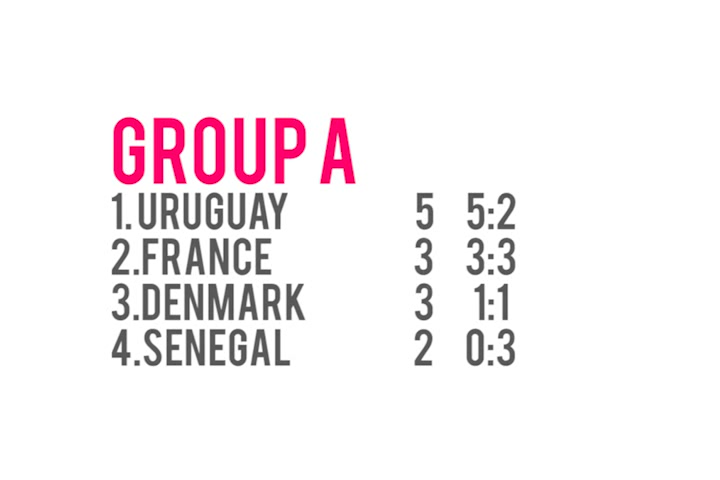 GROUP A
1. URUGUAY 5 5:2
2.FRANCE 3 3:3
3.DENMARK 3 1:1
4.SENEGAL 2 0:3